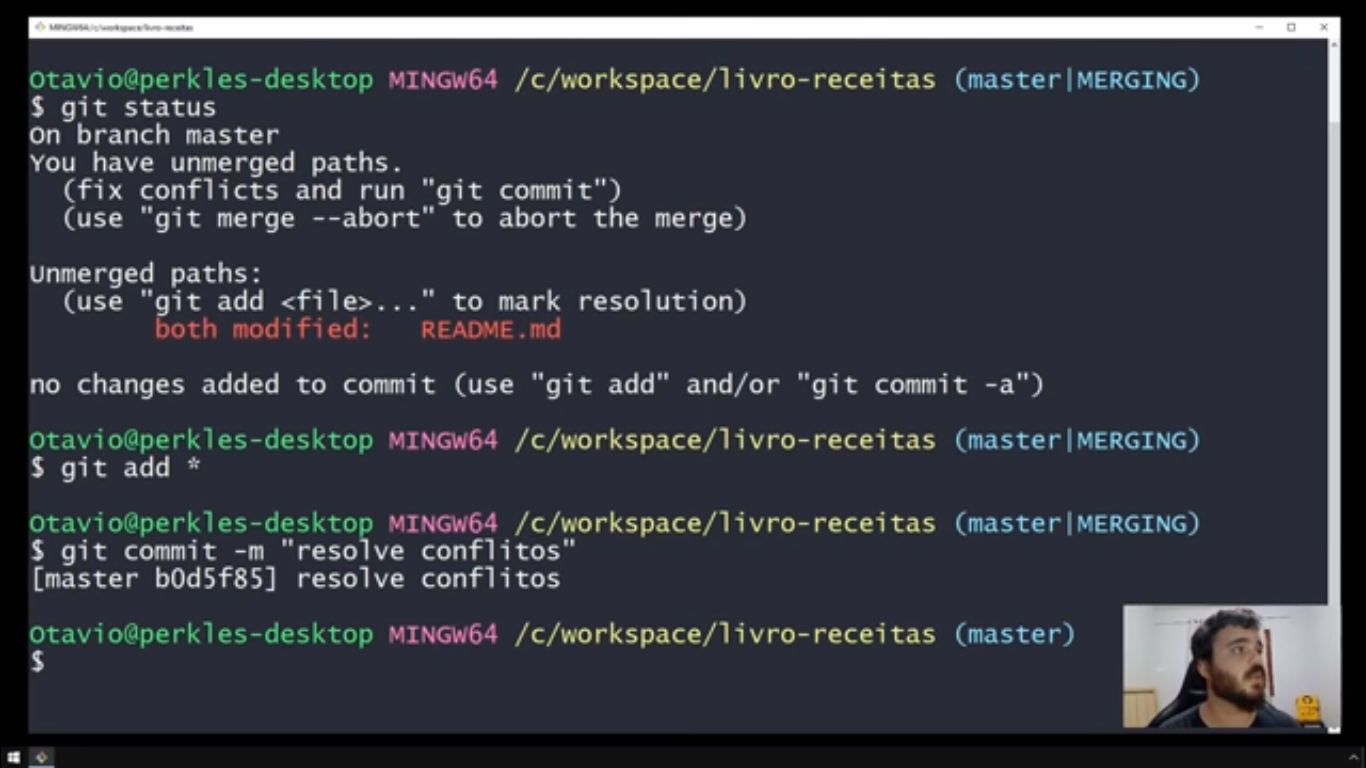 MINGW64:/c/workspace/livro-receitas
Otavio@perkles-desktop MINGW64 /c/workspace/livro-receitas (master|MERGING)
$ git status
On branch master
You have unmerged paths.
  (fix conflicts and run "git commit")
  (use "git merge --abort" to abort the merge)
Unmerged paths:
  (use "git add <file>..." to mark resolution)
        both modified:   README.md
no changes added to commit (use "git add" and/or "git commit -a")
Otavio@perkles-desktop MINGW64 /c/workspace/livro-receitas (master|MERGING)
$ git add *
Otavio@perkles-desktop MINGW64 /c/workspace/livro-receitas (master|MERGING)
$ git commit -m "resolve conflitos"
[master b0d5f85] resolve conflitos
Otavio@perkles-desktop MINGW64 /c/workspace/livro-receitas (master)
$